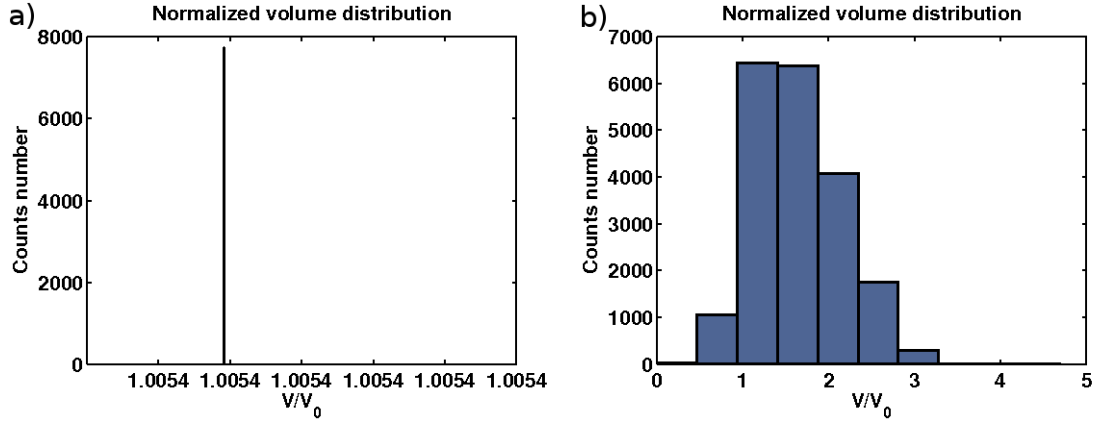 a)
Normalized volume distribution
Counts number
8000
6000
4000
2000
0
1.0054 1.0054 1.0054 1.0054 1.0054 1.0054
V/V0
b)
Normalized volume distribution
Counts number
7000
6000
5000
4000
3000
2000
1000
0
0 1 2 3 4 5
V/V0